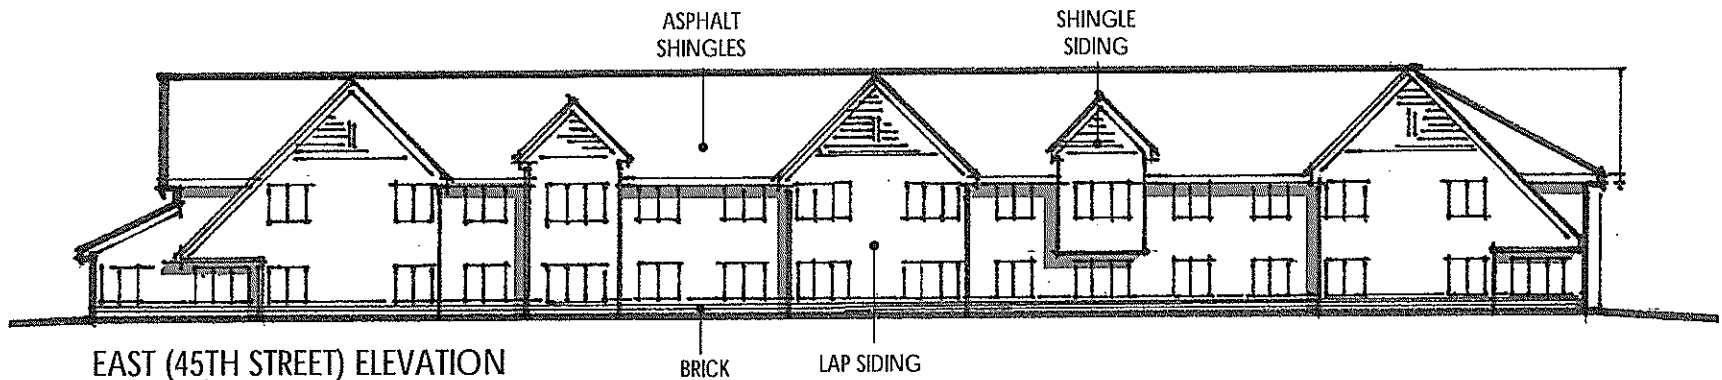 ASPHALT
SHINGLES
SHINGLE
SIDING
EAST (45TH STREET) ELEVATION
BRICK
LAP SIDING